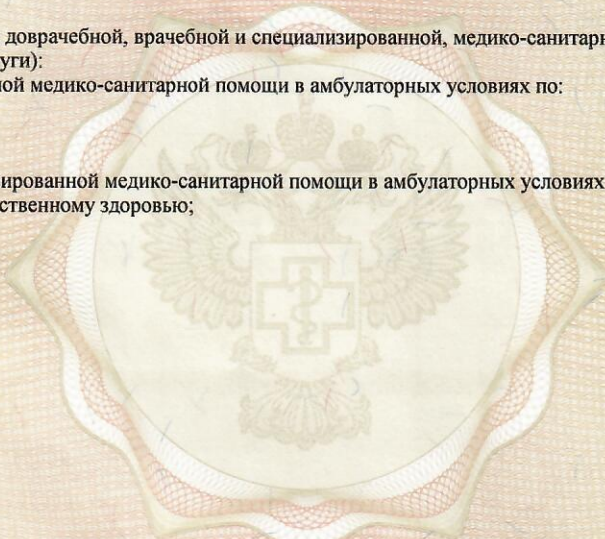 доврачебной, врачебной и специализированной, медико-санитарн
уги):
ой медико-санитарной помощи в амбулаторных условиях по:
ированной медико-санитарной помощи в амбулаторных условиях
ственному здоровью;